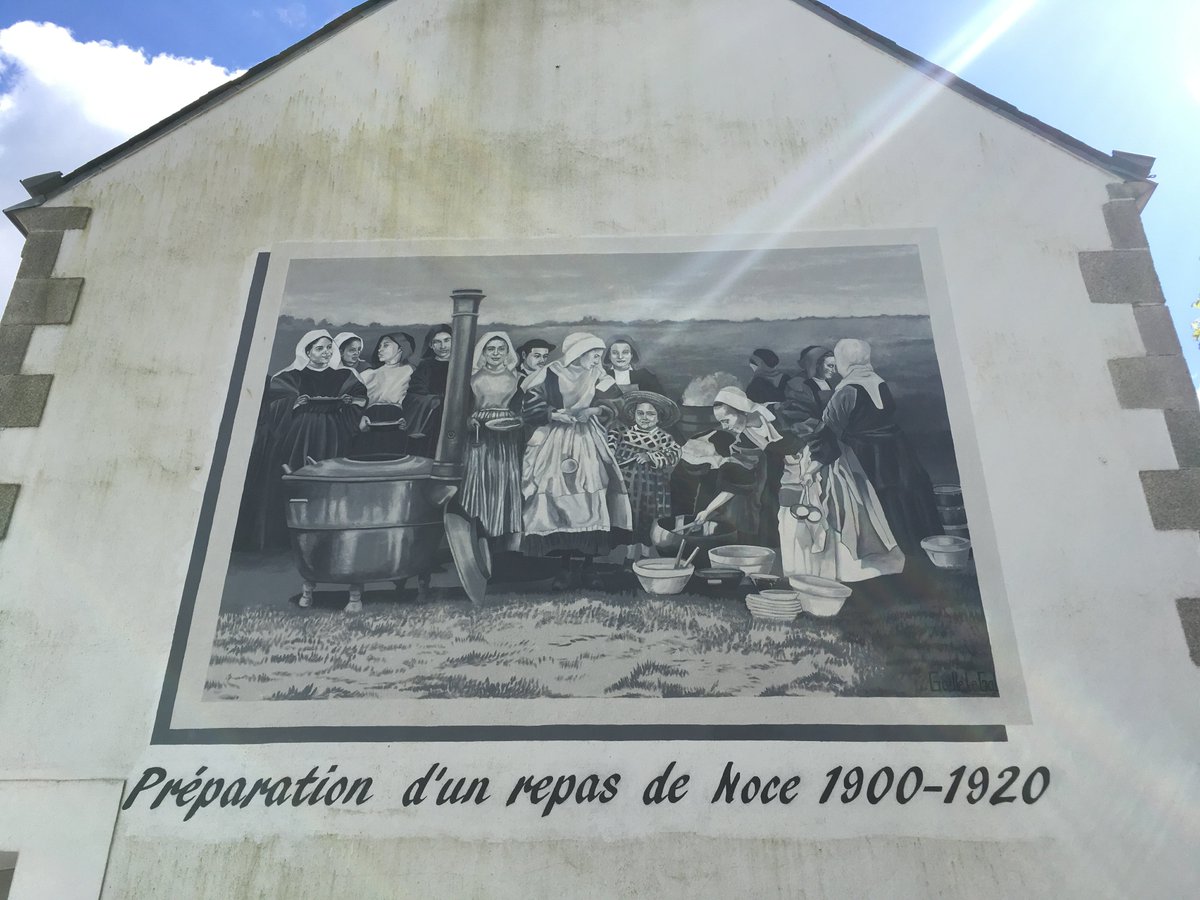 Préparation d'un repas de Noce 1900-1920